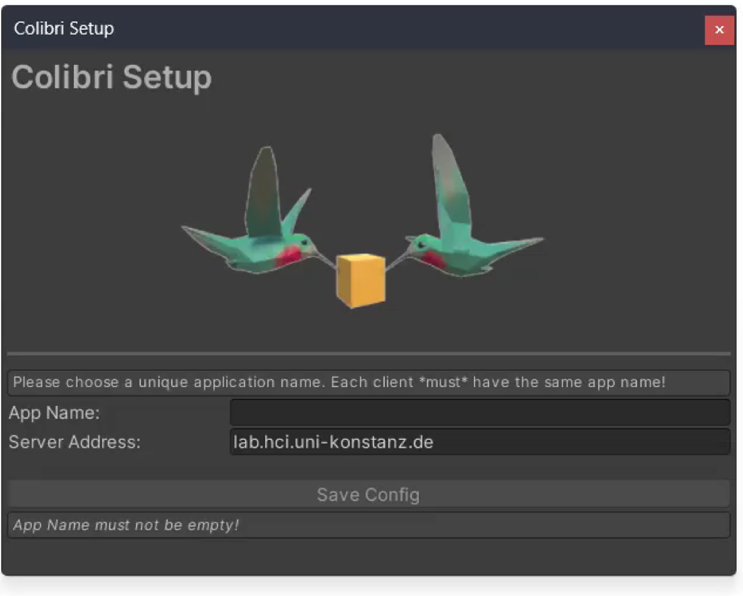 Colibri Setup
Colibri Setup
Please choose a unique application name. Each client *must* have the same app name!
App Name:
Server Address: lab.hci.uni-konstanz.de
Save Config
App Name must not be empty!